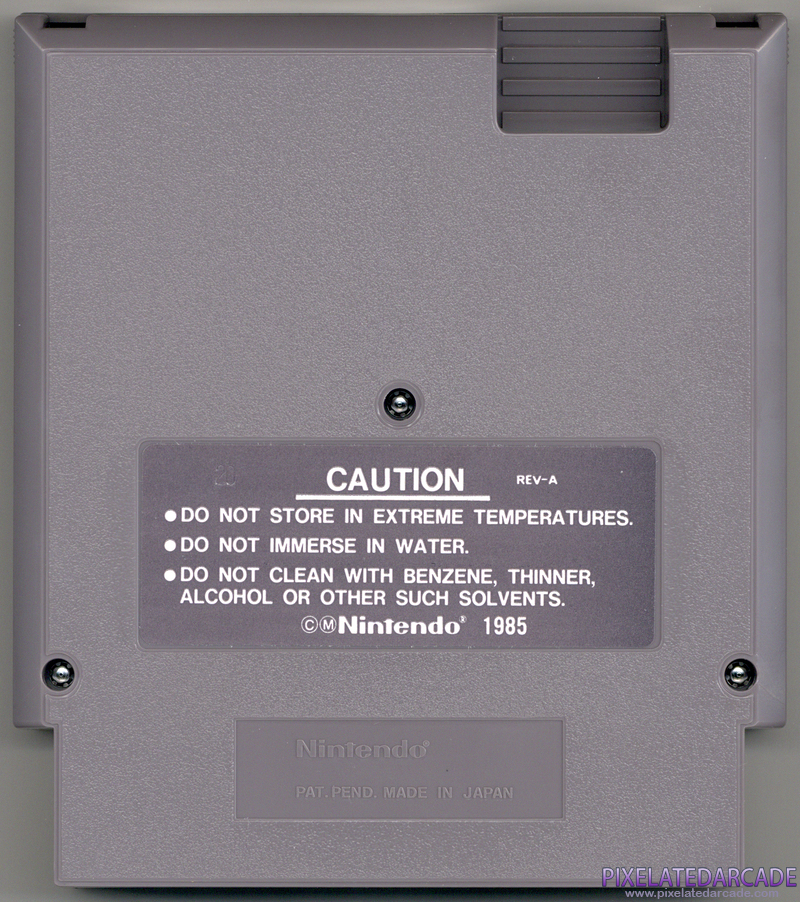 CAUTION REV-A
●DO NOT STORE IN EXTREME TEMPERATURES.
●DO NOT IMMERSE IN WATER.
●DO NOT CLEAN WITH BENZENE, THINNER,
ALCOHOL OR OTHER SUCH SOLVENTS.
ⒸⓂNintendo® 1985
Nintendo®
PAT. PEND. MADE IN JAPAN
PIXELATEDARCADE
www.pixelatedarcade.com